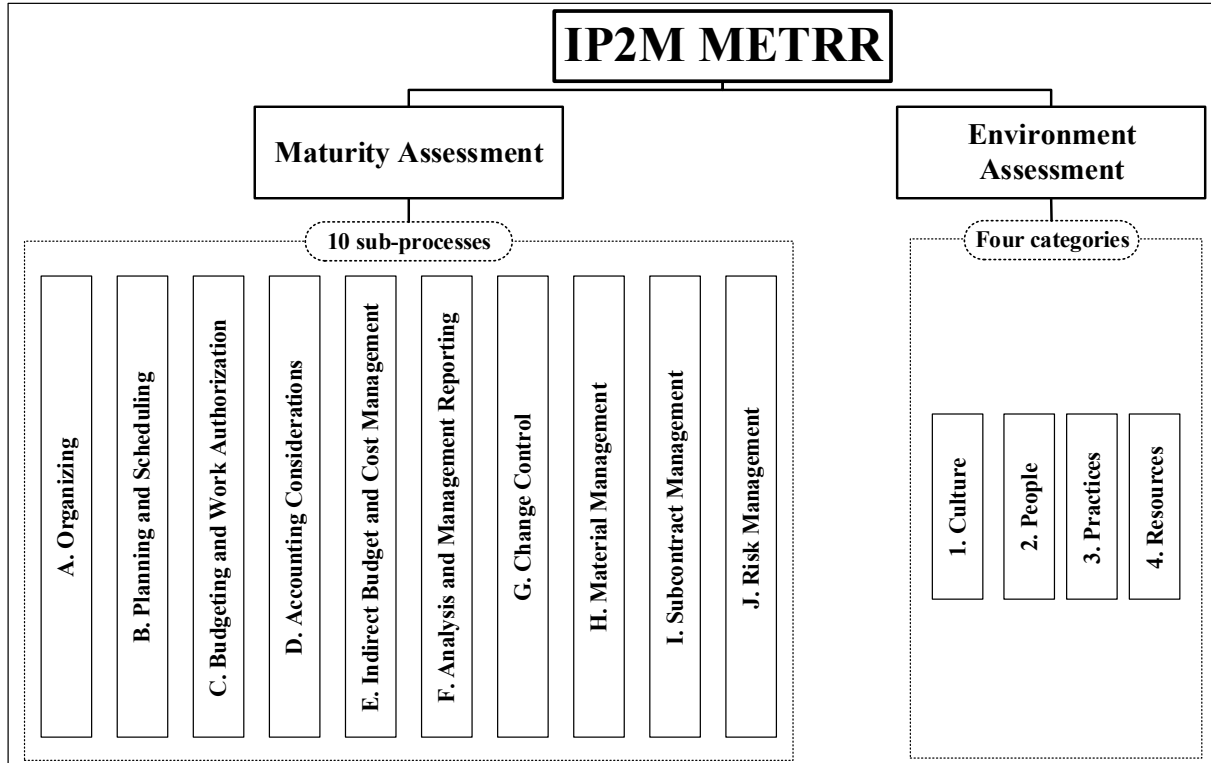 IP2M METRR
Maturity Assessment
Environment
Assessment
10 sub-processes
Four categories
A. Organizing
B. Planning and Scheduling
C. Budgeting and Work Authorization
D. Accounting Considerations
E. Indirect Budget and Cost Management
F. Analysis and Management Reporting
G. Change Control
H. Material Management
I. Subcontract Management
J. Risk Management
1. Culture
2. People
3. Practices
4. Resources